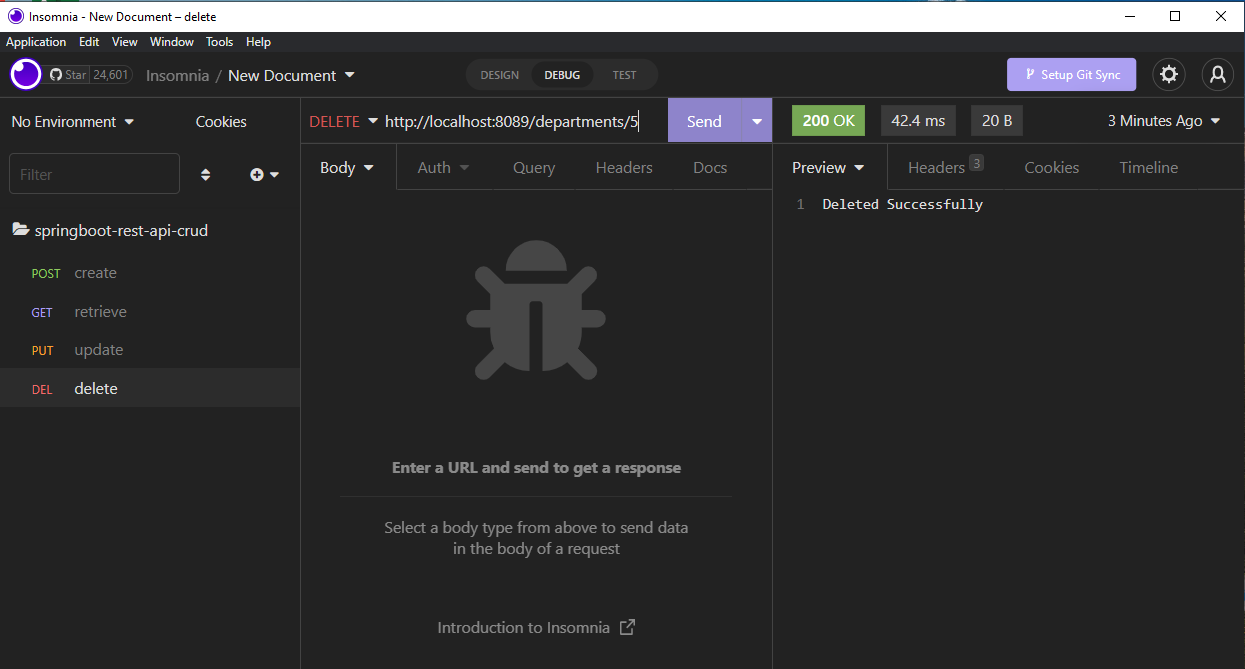 Insomnia - New Document – delete
Application Edit View Window Tools Help
Star 24,601 Insomnia / New Document DESIGN DEBUG TEST Setup Git Sync
No Environment Cookies
DELETE http://localhost:8089/departments/5 Send
200 OK 42.4 ms 20 B 3 Minutes Ago
Filter
Body Auth Query Headers Docs
Preview Headers 3 Cookies Timeline
1 Deleted Successfully
springboot-rest-api-crud
POST create
GET retrieve
PUT update
DEL delete
Enter a URL and send to get a response
Select a body type from above to send data
in the body of a request
Introduction to Insomnia